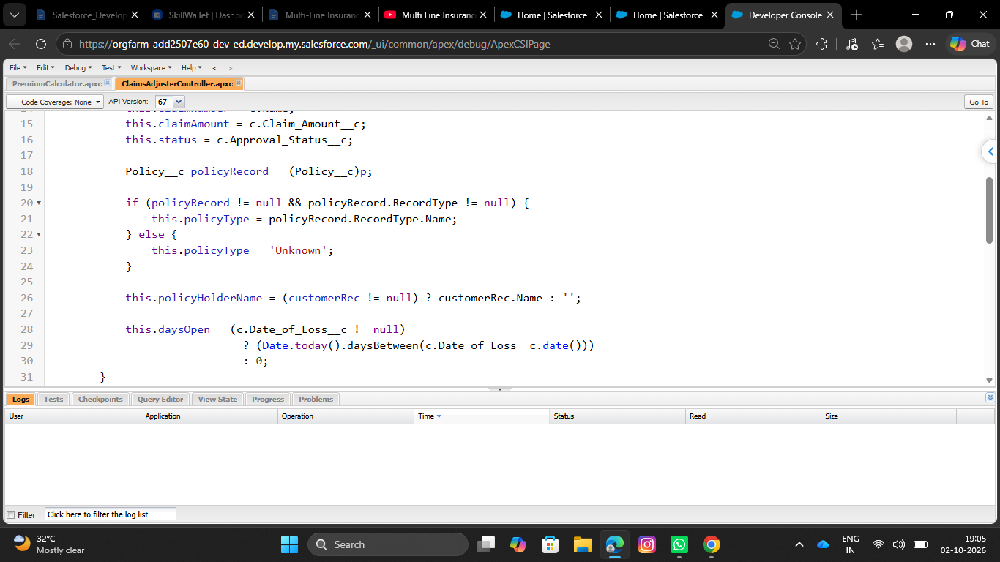 Salesforce_Develop
SkillWallet | Dashbo
Multi-Line Insuranc
Multi Line Insuranc
Home | Salesforce
Home | Salesforce
Developer Console
https://orgfarm-add2507e60-dev-ed.develop.my.salesforce.com/_ui/common/apex/debug/ApexCSIPage
Chat
File Edit Debug Test Workspace Help < >
PremiumCalculator.apxc ClaimsAdjusterController.apxc
Code Coverage: None API Version: 67 Go To
15 this.claimAmount = c.Claim_Amount__c;
16 this.status = c.Approval_Status__c;
17
18 Policy__c policyRecord = (Policy__c)p;
19
20 if (policyRecord != null && policyRecord.RecordType != null) {
21 this.policyType = policyRecord.RecordType.Name;
22 } else {
23 this.policyType = 'Unknown';
24 }
25
26 this.policyHolderName = (customerRec != null) ? customerRec.Name : '';
27
28 this.daysOpen = (c.Date_of_Loss__c != null)
29 ? (Date.today().daysBetween(c.Date_of_Loss__c.date()))
30 : 0;
31 }
Logs Tests Checkpoints Query Editor View State Progress Problems
User Application Operation Time Status Read Size
Filter Click here to filter the log list
32°C
Mostly clear
Search
ENG
IN
19:05
02-10-2026